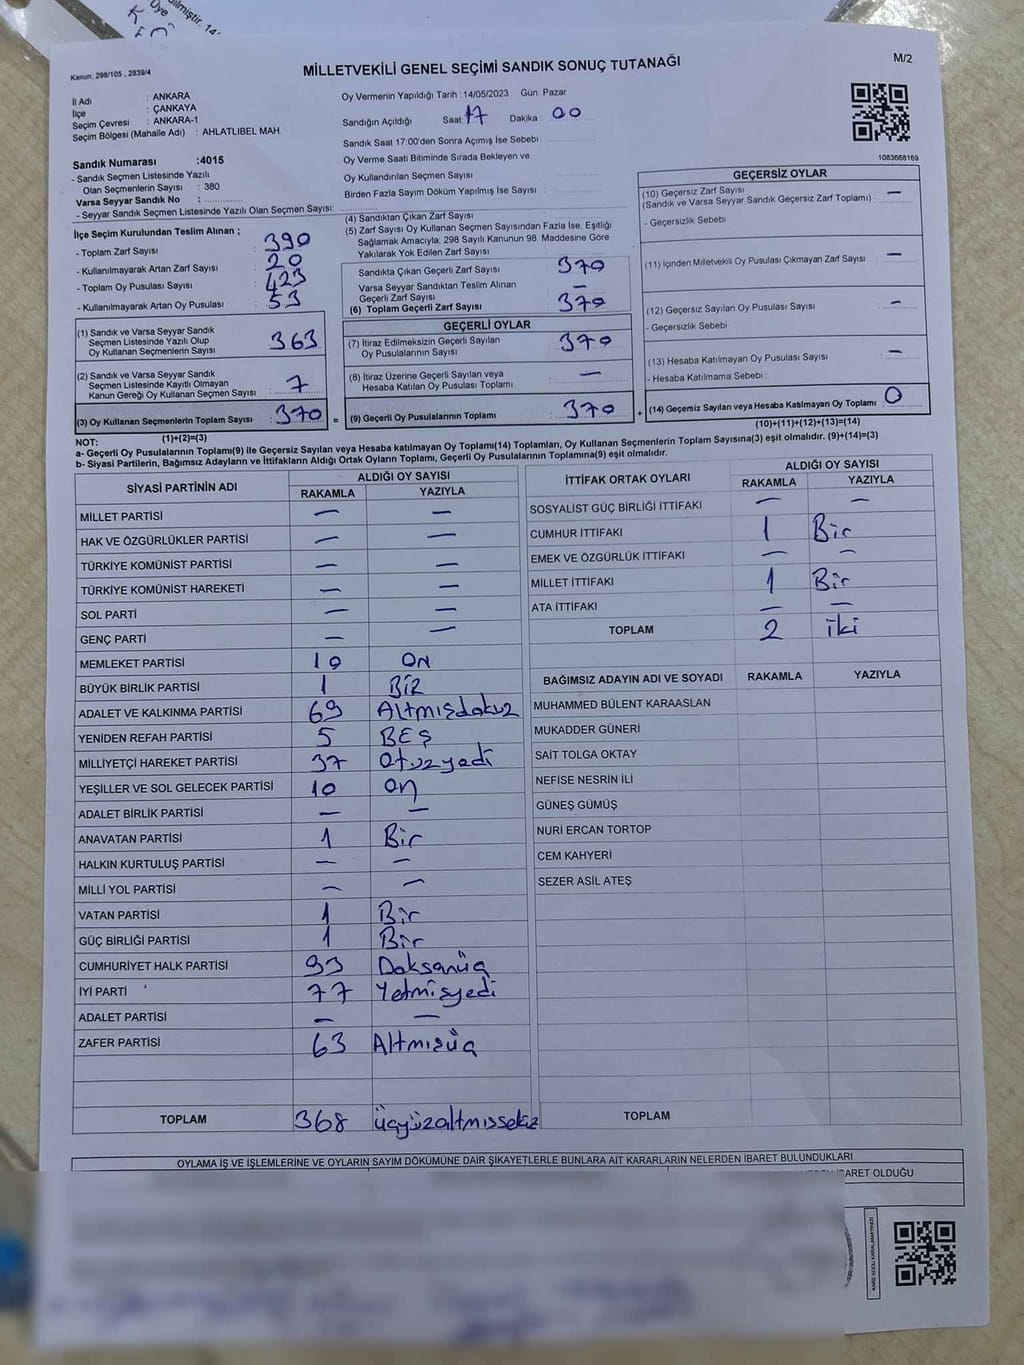 Kanun: 298/105 , 2839/4
MİLLETVEKİLİ GENEL SEÇİMİ SANDIK SONUÇ TUTANAĞI
M/2
İl Adı : ANKARA
İlçe : ÇANKAYA
Seçim Çevresi : ANKARA-1
Seçim Bölgesi (Mahalle Adı) : AHLATLIBEL MAH
Oy Vermenin Yapıldığı Tarih : 14/05/2023 Gün: Pazar
Sandığın Açıldığı Saat: 17 Dakika : 00
Sandık Saat 17:00'den Sonra Açımış İse Sebebi :
Oy Verme Saati Bitiminde Sırada Bekleyen ve
Oy Kullandırılan Seçmen Sayısı
Birden Fazla Sayım Döküm Yapılmış İse Sayısı :
1083668169
Sandık Numarası :4015
- Sandık Seçmen Listesinde Yazılı
Olan Seçmenlerin Sayısı : 380
Varsa Seyyar Sandık No :
- Seyyar Sandık Seçmen Listesinde Yazılı Olan Seçmen Sayısı:
İlçe Seçim Kurulundan Teslim Alınan ;
- Toplam Zarf Sayısı : 390
- Kullanılmayarak Artan Zarf Sayısı : 20
- Toplam Oy Pusulası Sayısı : 423
- Kullanılmayarak Artan Oy Pusulası : 53
(1) Sandık ve Varsa Seyyar Sandık
Seçmen Listesinde Yazılı Olup
Oy Kullanan Seçmenlerin Sayısı : 363
(2) Sandık ve Varsa Seyyar Sandık
Seçmen Listesinde Kayıtlı Olmayan
Kanun Gereği Oy Kullanan Seçmen Sayısı : 7
(3) Oy Kullanan Seçmenlerin Toplam Sayısı : 370 =
(1)+(2)=(3)
(4) Sandıktan Çıkan Zarf Sayısı :
(5) Zarf Sayısı Oy Kullanan Seçmen Sayısından Fazla İse, Eşitliği
Sağlamak Amacıyla; 298 Sayılı Kanunun 98. Maddesine Göre
Yakılarak Yok Edilen Zarf Sayısı :
Sandıkta Çıkan Geçerli Zarf Sayısı : 370
Varsa Seyyar Sandıktan Teslim Alınan
Geçerli Zarf Sayısı : —
(6) Toplam Geçerli Zarf Sayısı : 370
GEÇERLİ OYLAR
(7) İtiraz Edilmeksizin Geçerli Sayılan
Oy Pusulalarının Sayısı : 370
(8) İtiraz Üzerine Geçerli Sayılan veya
Hesaba Katılan Oy Pusulası Toplamı : —
(9) Geçerli Oy Pusulalarının Toplamı : 370 +
GEÇERSİZ OYLAR
(10) Geçersiz Zarf Sayısı
(Sandık ve Varsa Seyyar Sandık Geçersiz Zarf Toplamı) : —
- Geçersizlik Sebebi :
(11) İçinden Milletvekili Oy Pusulası Çıkmayan Zarf Sayısı : —
(12) Geçersiz Sayılan Oy Pusulası Sayısı : —
- Geçersizlik Sebebi :
(13) Hesaba Katılmayan Oy Pusulası Sayısı : —
- Hesaba Katılmama Sebebi :
(14) Geçersiz Sayılan veya Hesaba Katılmayan Oy Toplamı : 0
(10)+(11)+(12)+(13)=(14)
NOT:
a- Geçerli Oy Pusulalarının Toplamı(9) ile Geçersiz Sayılan veya Hesaba katılmayan Oy Toplamı(14) Toplamları, Oy Kullanan Seçmenlerin Toplam Sayısına(3) eşit olmalıdır. (9)+(14)=(3)
b- Siyasi Partilerin, Bağımsız Adayların ve İttifakların Aldığı Ortak Oyların Toplamı, Geçerli Oy Pusulalarının Toplamına(9) eşit olmalıdır.
SİYASİ PARTİNİN ADI ALDIĞI OY SAYISI
RAKAMLA YAZIYLA
MİLLET PARTİSİ — —
HAK VE ÖZGÜRLÜKLER PARTİSİ — —
TÜRKİYE KOMÜNİST PARTİSİ — —
TÜRKİYE KOMÜNİST HAREKETİ — —
SOL PARTİ — —
GENÇ PARTİ — —
MEMLEKET PARTİSİ 10 ON
BÜYÜK BİRLİK PARTİSİ 1 BİR
ADALET VE KALKINMA PARTİSİ 69 Altmışdokuz
YENİDEN REFAH PARTİSİ 5 BEŞ
MİLLİYETÇİ HAREKET PARTİSİ 37 Otuzyedi
YEŞİLLER VE SOL GELECEK PARTİSİ 10 on
ADALET BİRLİK PARTİSİ — —
ANAVATAN PARTİSİ 1 Bir
HALKIN KURTULUŞ PARTİSİ — —
MİLLİ YOL PARTİSİ — —
VATAN PARTİSİ 1 Bir
GÜÇ BİRLİĞİ PARTİSİ 1 Bir
CUMHURİYET HALK PARTİSİ 93 Doksanüç
İYİ PARTİ 77 Yetmişyedi
ADALET PARTİSİ — —
ZAFER PARTİSİ 63 Altmışüç
TOPLAM 368 üçyüzaltmıssekiz
İTTİFAK ORTAK OYLARI ALDIĞI OY SAYISI
RAKAMLA YAZIYLA
SOSYALİST GÜÇ BİRLİĞİ İTTİFAKI — —
CUMHUR İTTİFAKI 1 Bir
EMEK VE ÖZGÜRLÜK İTTİFAKI — —
MİLLET İTTİFAKI 1 Bir
ATA İTTİFAKI — —
TOPLAM 2 iki
BAĞIMSIZ ADAYIN ADI VE SOYADI RAKAMLA YAZIYLA
MUHAMMED BÜLENT KARAASLAN
MUKADDER GÜNERİ
SAİT TOLGA OKTAY
NEFİSE NESRİN İLİ
GÜNEŞ GÜMÜŞ
NURİ ERCAN TORTOP
CEM KAHYERİ
SEZER ASİL ATEŞ
TOPLAM
OYLAMA İŞ VE İŞLEMLERİNE VE OYLARIN SAYIM DÖKÜMÜNE DAİR ŞİKAYETLERLE BUNLARA AİT KARARLARIN NELERDEN İBARET BULUNDUKLARI
İBARET OLDUĞU
KARE KODU KARALAMAYINIZ!